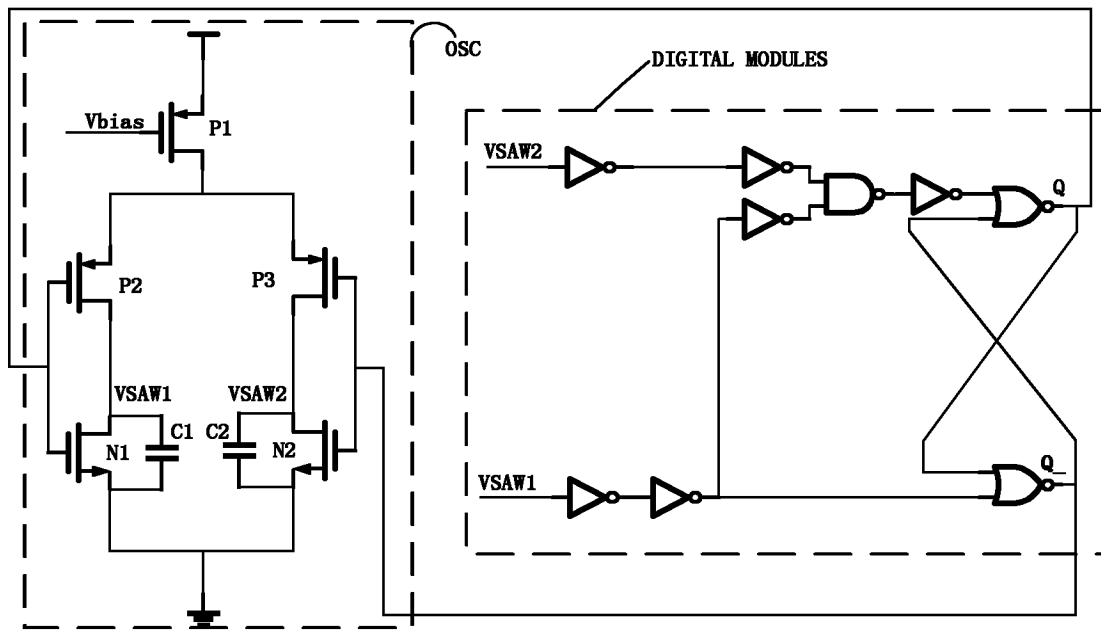 OSC
DIGITAL MODULES
Vbias
P1
VSAW2
Q
P2
P3
VSAW1
VSAW2
C1
C2
N1
N2
VSAW1
Q_